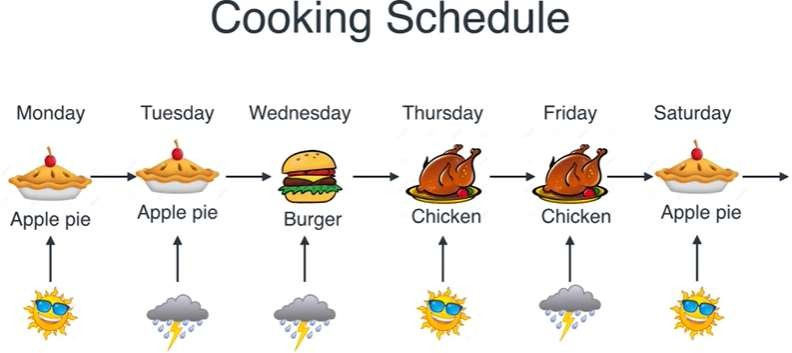 Cooking Schedule
Monday Tuesday Wednesday Thursday Friday Saturday
Apple pie Apple pie Burger Chicken Chicken Apple pie